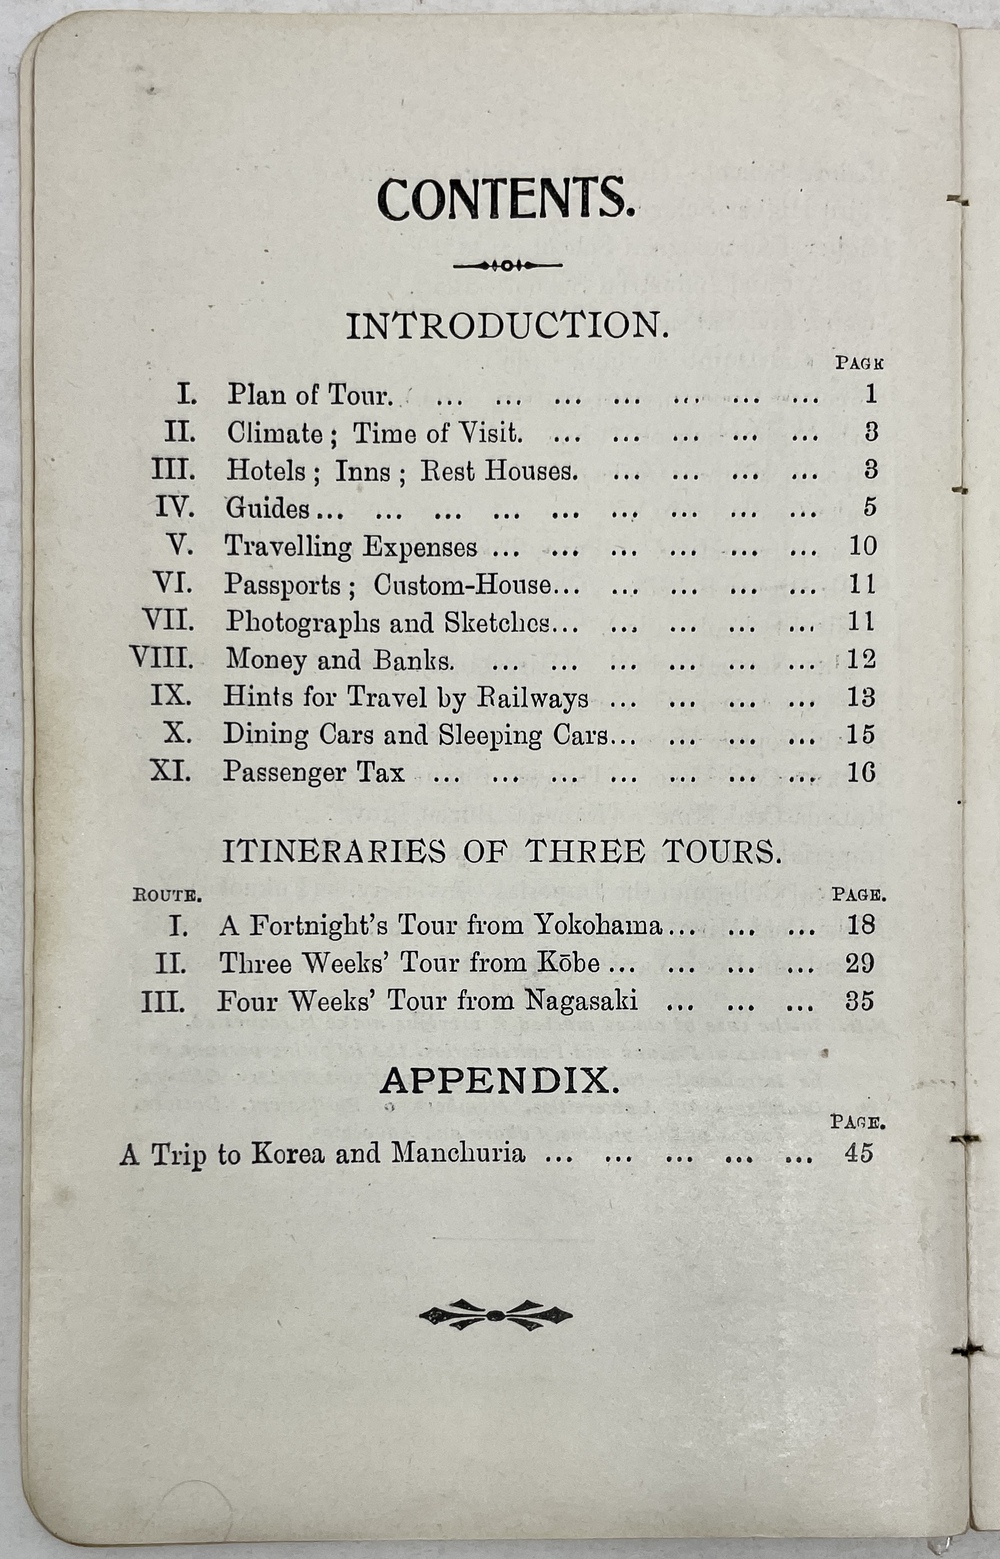 CONTENTS.
INTRODUCTION.
PAGE
I. Plan of Tour. ... ... ... ... ... ... ... 1
II. Climate ; Time of Visit. ... ... ... ... ... 3
III. Hotels ; Inns ; Rest Houses. ... ... ... ... 3
IV. Guides ... ... ... ... ... ... ... ... ... 5
V. Travelling Expenses ... ... ... ... ... ... 10
VI. Passports ; Custom-House... ... ... ... ... 11
VII. Photographs and Sketches... ... ... ... ... 11
VIII. Money and Banks. ... ... ... ... ... ... 12
IX. Hints for Travel by Railways ... ... ... ... 13
X. Dining Cars and Sleeping Cars... ... ... ... 15
XI. Passenger Tax ... ... ... ... ... ... ... 16
ITINERARIES OF THREE TOURS.
ROUTE. PAGE.
I. A Fortnight's Tour from Yokohama ... ... ... 18
II. Three Weeks' Tour from Kōbe ... ... ... ... 29
III. Four Weeks' Tour from Nagasaki ... ... ... 35
APPENDIX.
PAGE.
A Trip to Korea and Manchuria ... ... ... ... ... 45